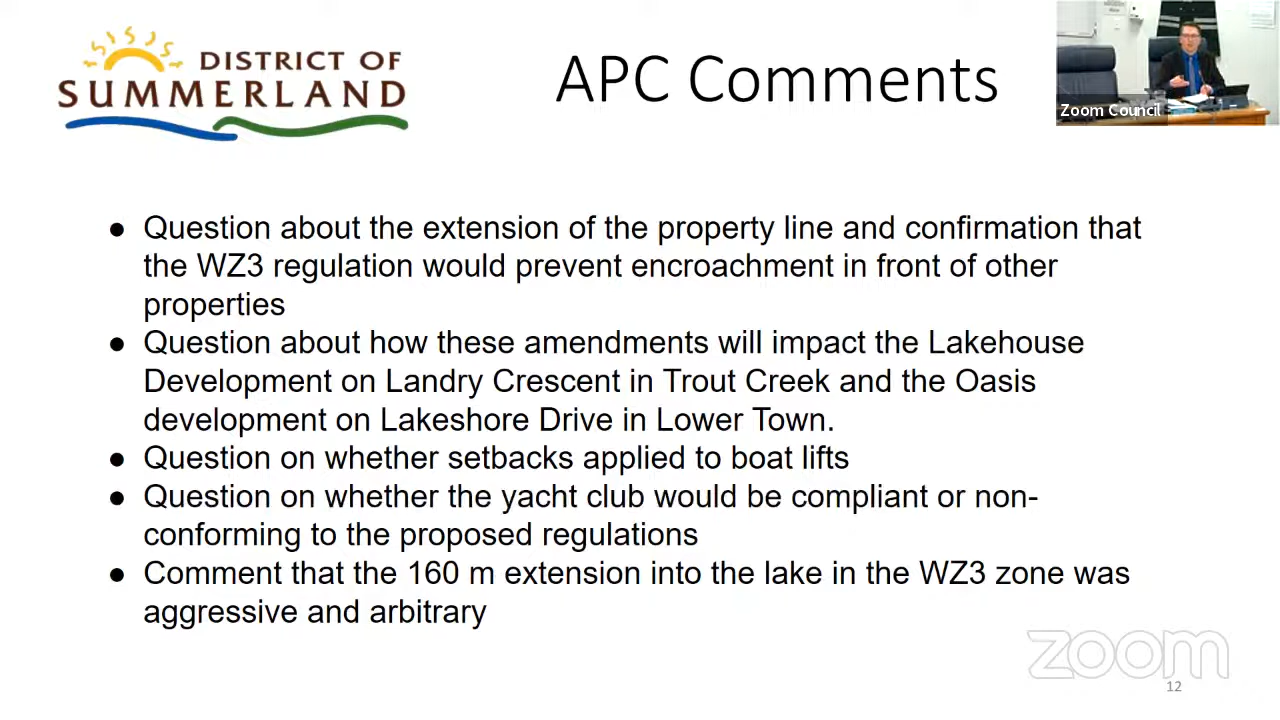 DISTRICT OF
SUMMERLAND
APC Comments
Zoom Council
● Question about the extension of the property line and confirmation that
the WZ3 regulation would prevent encroachment in front of other
properties
● Question about how these amendments will impact the Lakehouse
Development on Landry Crescent in Trout Creek and the Oasis
development on Lakeshore Drive in Lower Town.
● Question on whether setbacks applied to boat lifts
● Question on whether the yacht club would be compliant or non-
conforming to the proposed regulations
● Comment that the 160 m extension into the lake in the WZ3 zone was
aggressive and arbitrary
zoom
12